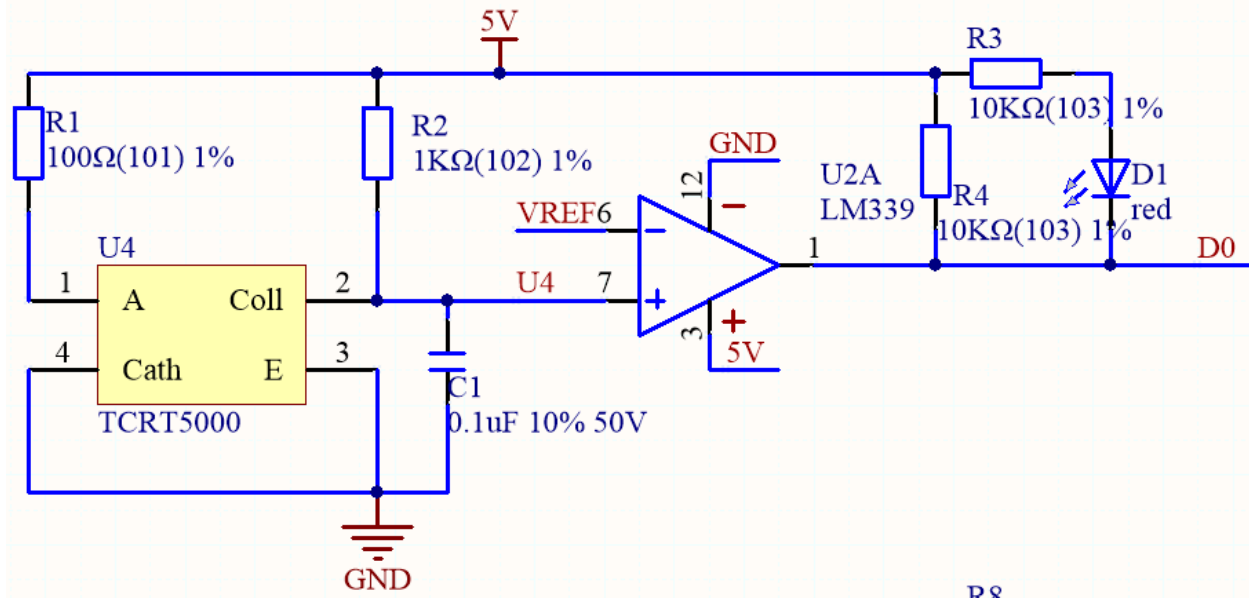 5V
R3
10KΩ(103) 1%
R1
100Ω(101) 1%
R2
1KΩ(102) 1%
GND
12
U2A
LM339
R4
10KΩ(103) 1%
D1
red
VREF
6
−
1
D0
U4
1
A
Coll
2
U4
7
+
3
+
5V
4
Cath
E
3
TCRT5000
C1
0.1uF 10% 50V
GND